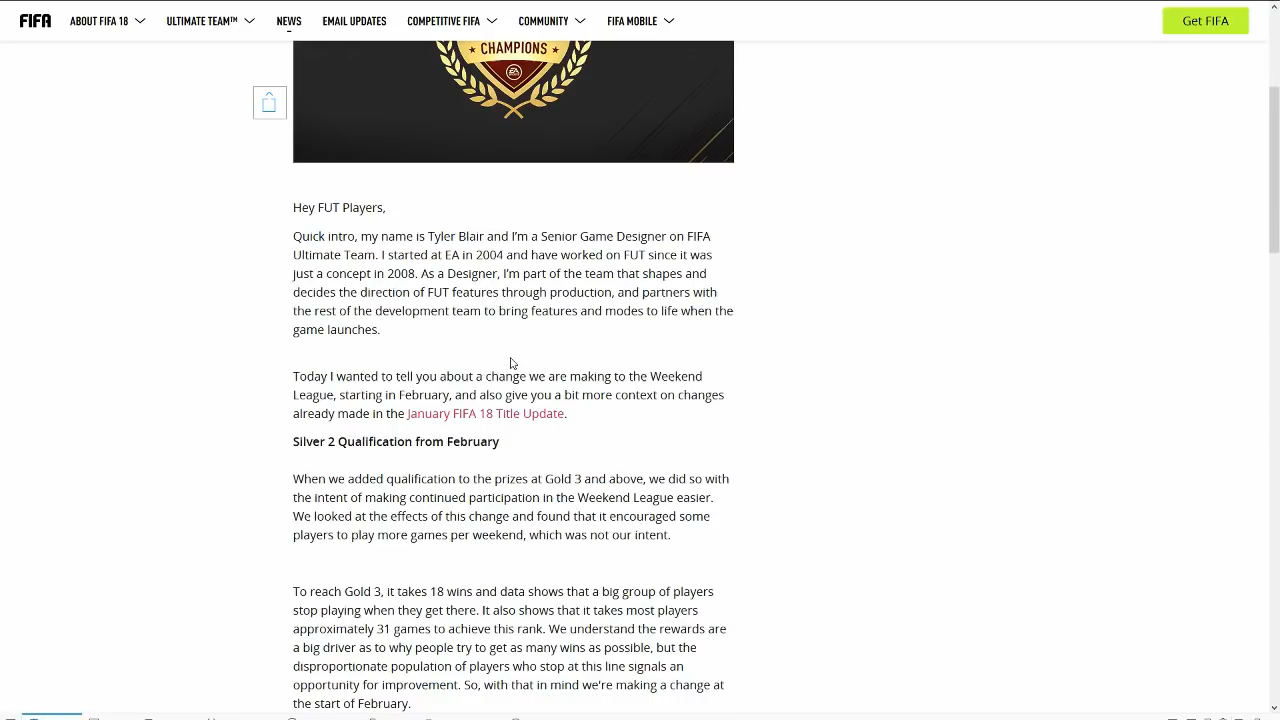 FIFA ABOUT FIFA 18 ULTIMATE TEAM™ NEWS EMAIL UPDATES COMPETITIVE FIFA COMMUNITY FIFA MOBILE Get FIFA
CHAMPIONS
EA
Hey FUT Players,
Quick intro, my name is Tyler Blair and I'm a Senior Game Designer on FIFA
Ultimate Team. I started at EA in 2004 and have worked on FUT since it was
just a concept in 2008. As a Designer, I'm part of the team that shapes and
decides the direction of FUT features through production, and partners with
the rest of the development team to bring features and modes to life when the
game launches.
Today I wanted to tell you about a change we are making to the Weekend
League, starting in February, and also give you a bit more context on changes
already made in the January FIFA 18 Title Update.
Silver 2 Qualification from February
When we added qualification to the prizes at Gold 3 and above, we did so with
the intent of making continued participation in the Weekend League easier.
We looked at the effects of this change and found that it encouraged some
players to play more games per weekend, which was not our intent.
To reach Gold 3, it takes 18 wins and data shows that a big group of players
stop playing when they get there. It also shows that it takes most players
approximately 31 games to achieve this rank. We understand the rewards are
a big driver as to why people try to get as many wins as possible, but the
disproportionate population of players who stop at this line signals an
opportunity for improvement. So, with that in mind we're making a change at
the start of February.